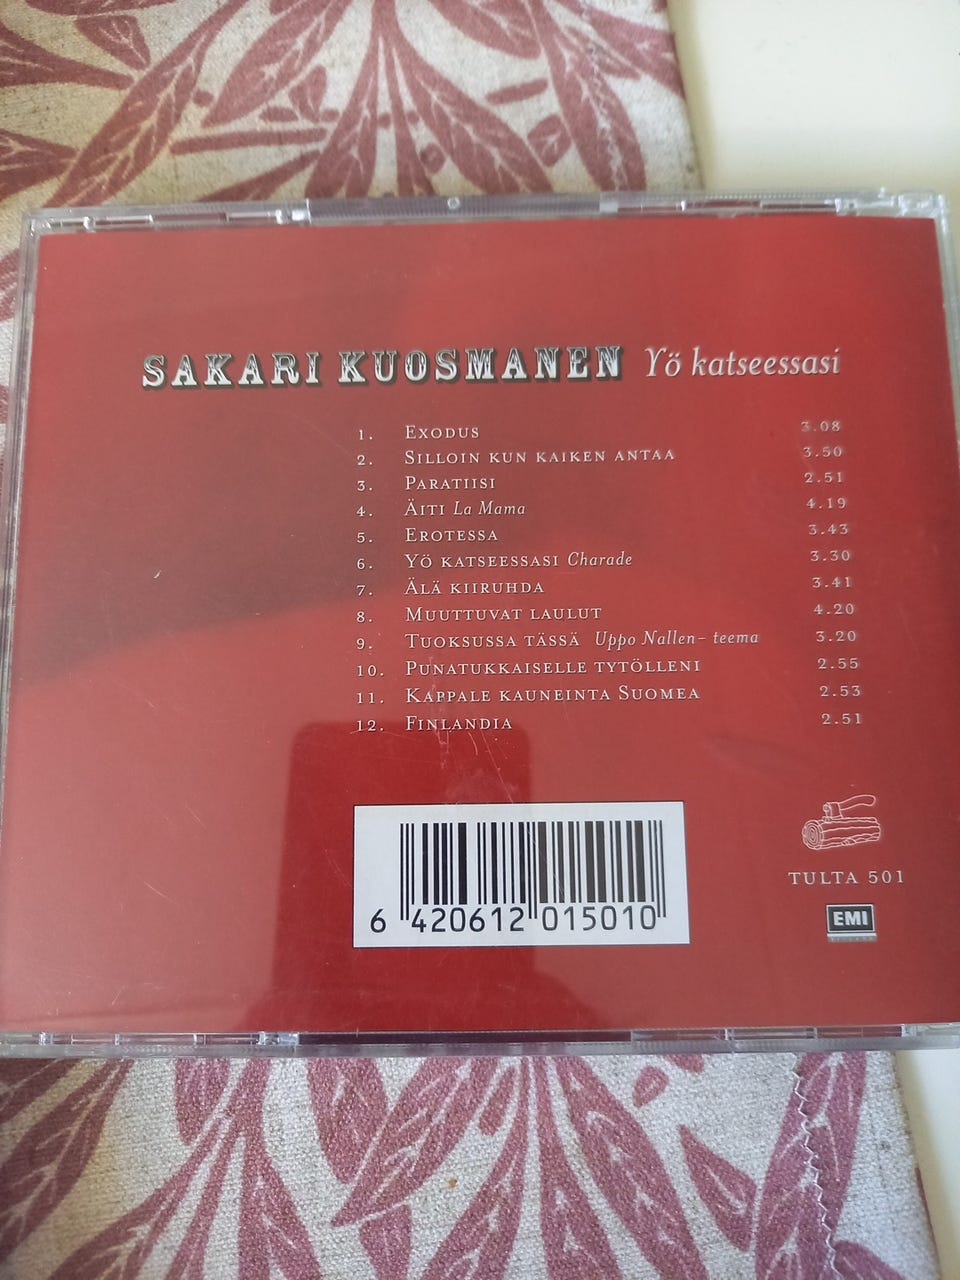 SAKARI KUOSMANEN Yö katseessasi
1. EXODUS 3.08
2. SILLOIN KUN KAIKEN ANTAA 3.50
3. PARATIISI 2.51
4. ÄITI La Mama 4.19
5. EROTESSA 3.43
6. YÖ KATSEESSASI Charade 3.30
7. ÄLÄ KIIRUHDA 3.41
8. MUUTTUVAT LAULUT 4.20
9. TUOKSUSSA TÄSSÄ Uppo Nallen- teema 3.20
10. PUNATUKKAISELLE TYTÖLLENI 2.55
11. KAPPALE KAUNEINTA SUOMEA 2.53
12. FINLANDIA 2.51
6 420612 015010
TULTA 501
EMI